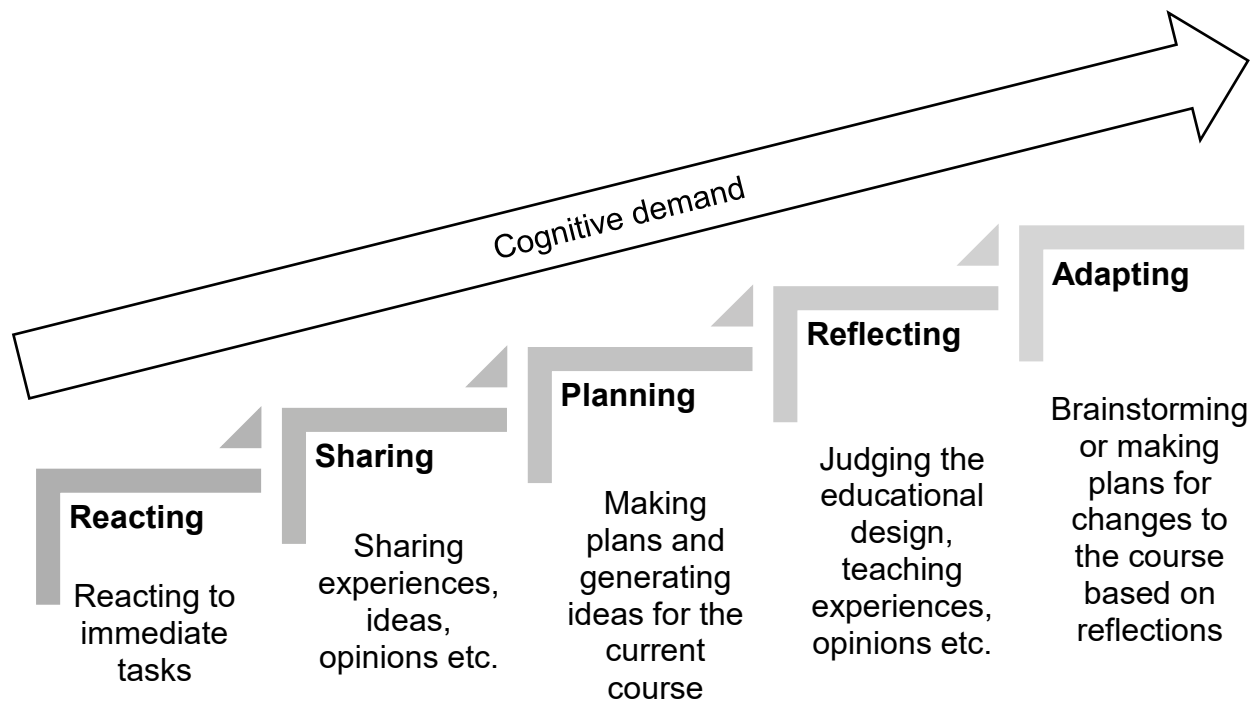 Cognitive demand
Reacting
Reacting to
immediate
tasks
Sharing
Sharing
experiences,
ideas,
opinions etc.
Planning
Making
plans and
generating
ideas for the
current
course
Reflecting
Judging the
educational
design,
teaching
experiences,
opinions etc.
Adapting
Brainstorming
or making
plans for
changes to
the course
based on
reflections